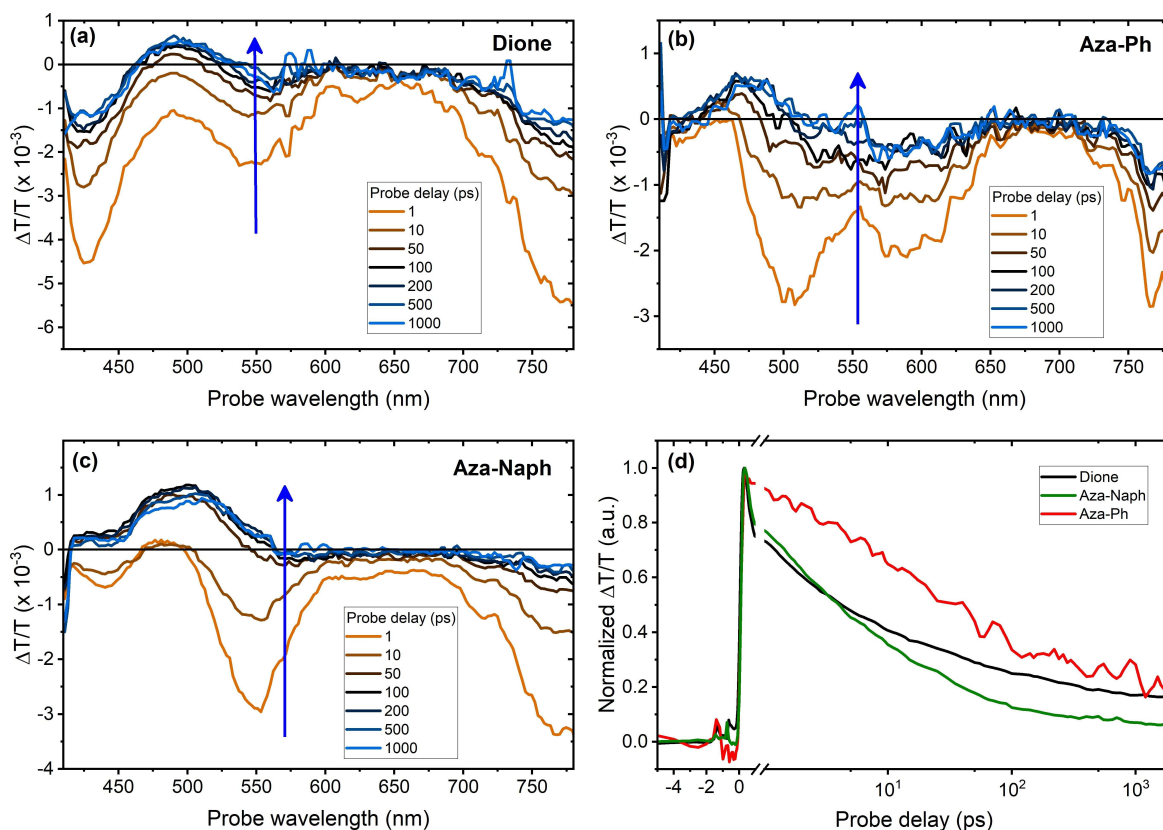 (a)
Dione
1
0
-1
-2
-3
-4
-5
-6
ΔT/T (x 10⁻³)
Probe delay (ps)
1
10
50
100
200
500
1000
450 500 550 600 650 700 750
Probe wavelength (nm)
(b)
Aza-Ph
1
0
-1
-2
-3
ΔT/T (x 10⁻³)
Probe delay (ps)
1
10
50
100
200
500
1000
450 500 550 600 650 700 750
Probe wavelength (nm)
(c)
Aza-Naph
2
1
0
-1
-2
-3
-4
ΔT/T (x 10⁻³)
Probe delay (ps)
1
10
50
100
200
500
1000
450 500 550 600 650 700 750
Probe wavelength (nm)
(d)
Dione
Aza-Naph
Aza-Ph
1.0
0.8
0.6
0.4
0.2
0.0
Normalized ΔT/T (a.u.)
-4 -2 0 10¹ 10² 10³
Probe delay (ps)